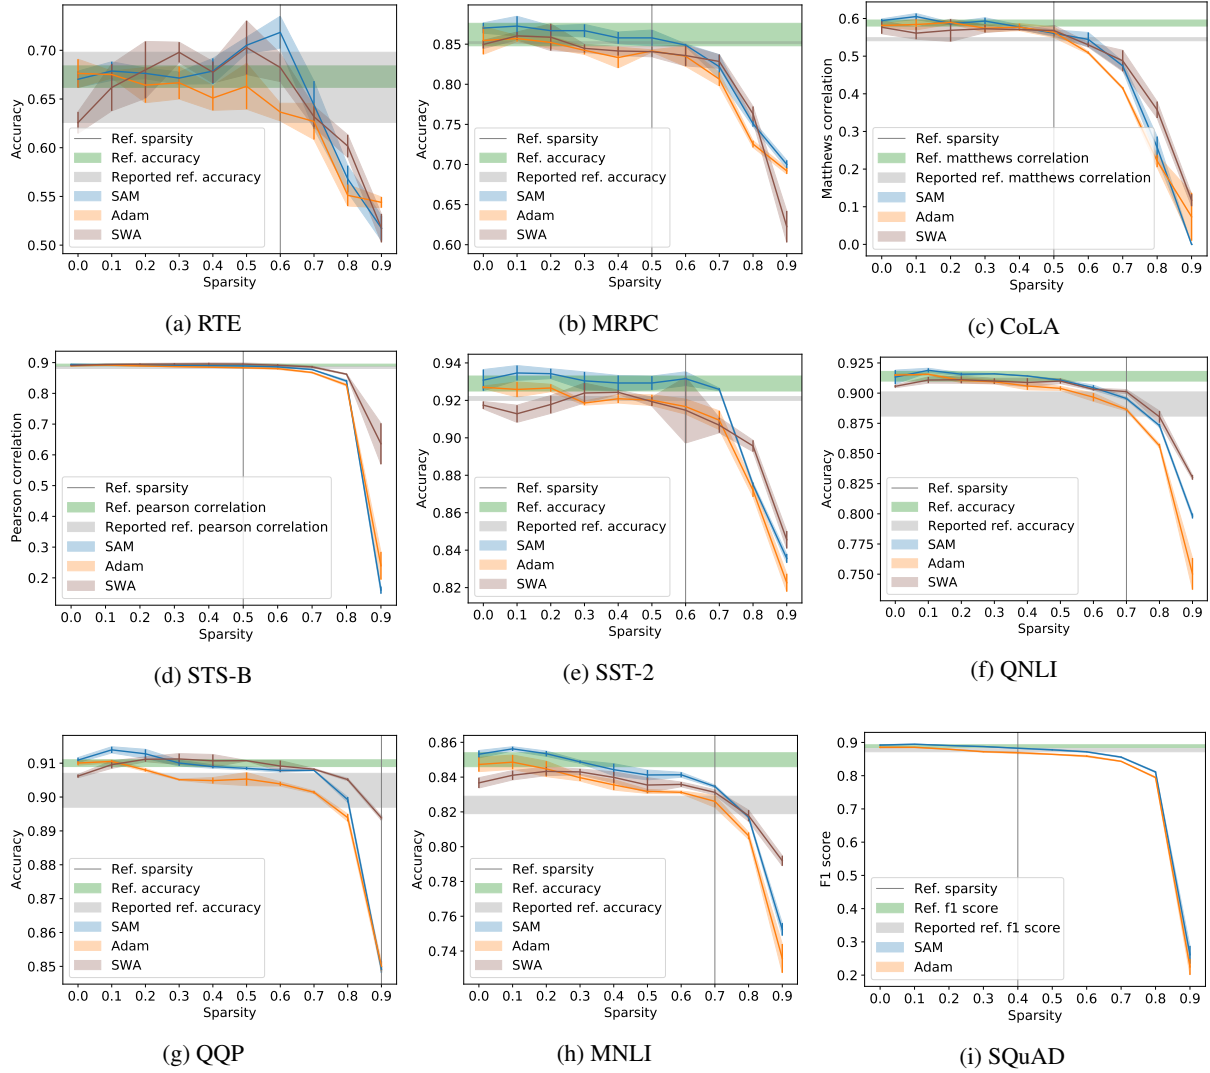 0.70
0.65
0.60
0.55
0.50
Accuracy
Ref. sparsity
Ref. accuracy
Reported ref. accuracy
SAM
Adam
SWA
0.0 0.1 0.2 0.3 0.4 0.5 0.6 0.7 0.8 0.9
Sparsity
(a) RTE
0.85
0.80
0.75
0.70
0.65
0.60
Accuracy
Ref. sparsity
Ref. accuracy
Reported ref. accuracy
SAM
Adam
SWA
0.0 0.1 0.2 0.3 0.4 0.5 0.6 0.7 0.8 0.9
Sparsity
(b) MRPC
0.6
0.5
0.4
0.3
0.2
0.1
0.0
Matthews correlation
Ref. sparsity
Ref. matthews correlation
Reported ref. matthews correlation
SAM
Adam
SWA
0.0 0.1 0.2 0.3 0.4 0.5 0.6 0.7 0.8 0.9
Sparsity
(c) CoLA
0.9
0.8
0.7
0.6
0.5
0.4
0.3
0.2
Pearson correlation
Ref. sparsity
Ref. pearson correlation
Reported ref. pearson correlation
SAM
Adam
SWA
0.0 0.1 0.2 0.3 0.4 0.5 0.6 0.7 0.8 0.9
Sparsity
(d) STS-B
0.94
0.92
0.90
0.88
0.86
0.84
0.82
Accuracy
Ref. sparsity
Ref. accuracy
Reported ref. accuracy
SAM
Adam
SWA
0.0 0.1 0.2 0.3 0.4 0.5 0.6 0.7 0.8 0.9
Sparsity
(e) SST-2
0.925
0.900
0.875
0.850
0.825
0.800
0.775
0.750
Accuracy
Ref. sparsity
Ref. accuracy
Reported ref. accuracy
SAM
Adam
SWA
0.0 0.1 0.2 0.3 0.4 0.5 0.6 0.7 0.8 0.9
Sparsity
(f) QNLI
0.91
0.90
0.89
0.88
0.87
0.86
0.85
Accuracy
Ref. sparsity
Ref. accuracy
Reported ref. accuracy
SAM
Adam
SWA
0.0 0.1 0.2 0.3 0.4 0.5 0.6 0.7 0.8 0.9
Sparsity
(g) QQP
0.86
0.84
0.82
0.80
0.78
0.76
0.74
Accuracy
Ref. sparsity
Ref. accuracy
Reported ref. accuracy
SAM
Adam
SWA
0.0 0.1 0.2 0.3 0.4 0.5 0.6 0.7 0.8 0.9
Sparsity
(h) MNLI
0.9
0.8
0.7
0.6
0.5
0.4
0.3
0.2
F1 score
Ref. sparsity
Ref. f1 score
Reported ref. f1 score
SAM
Adam
0.0 0.1 0.2 0.3 0.4 0.5 0.6 0.7 0.8 0.9
Sparsity
(i) SQuAD